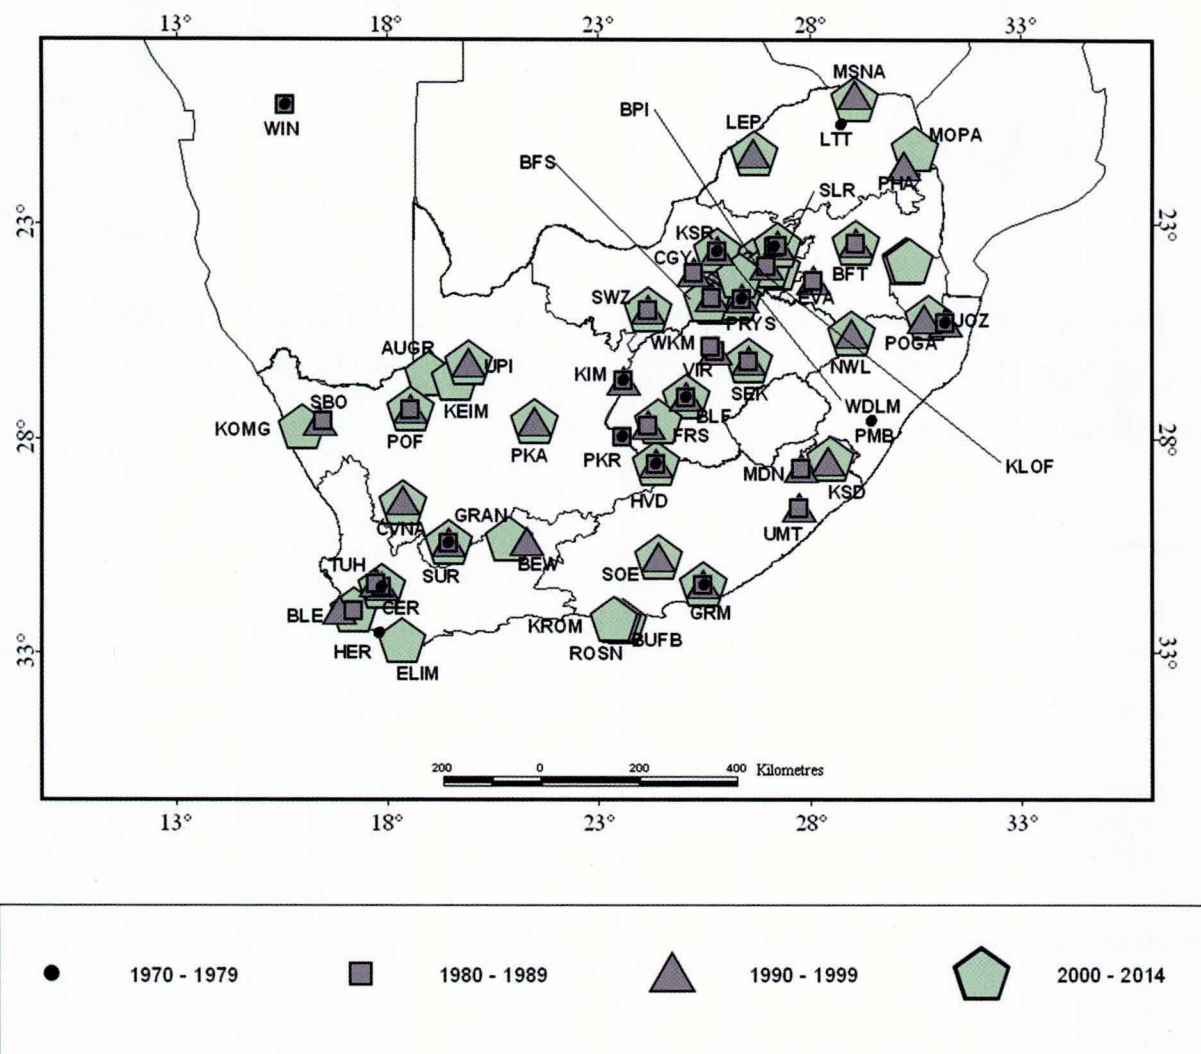 13° 18° 23° 28° 33°
MSNA
BPI
LEP
LTT
MOPA
WIN
BFS
PHA
SLR
23° 23°
KSR
CGY
BFT
EVA
SWZ
PRYS
UOZ
POGA
WKM
AUGR
VIR
NWL
UPI
KIM
SEK
SBO
KEIM
WDLM
BLF
KOMG
POF
FRS
PMB
28° 28°
PKA
PKR
KLOF
MDN
HVD
KSD
CVNA
GRAN
UMT
BEW
TUH
SUR
SOE
CER
BLE
GRM
KROM
BUFB
HER
ROSN
33° 33°
ELIM
200 0 200 400 Kilometres
13° 18° 23° 28° 33°
1970 - 1979 1980 - 1989 1990 - 1999 2000 - 2014